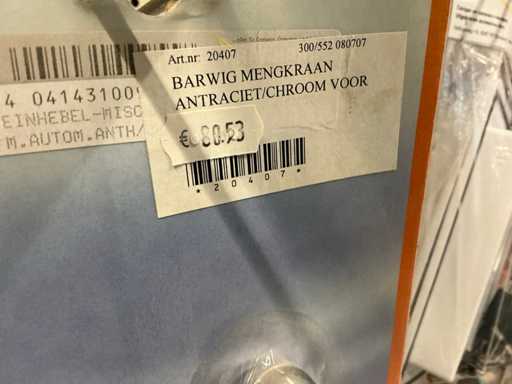 Art.nr: 20407 300/552 080707
BARWIG MENGKRAAN
ANTRACIET/CHROOM VOOR
€ 80.53
*20407*
4 04143100
EINHEBEL-MISC
M.AUTOM.ANTH/